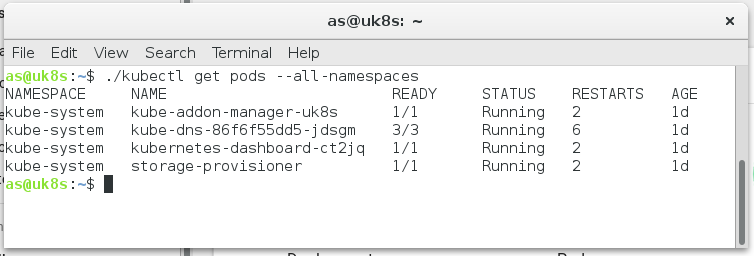 as@uk8s: ~ ×
File Edit View Search Terminal Help
as@uk8s:~$ ./kubectl get pods --all-namespaces
NAMESPACE NAME READY STATUS RESTARTS AGE
kube-system kube-addon-manager-uk8s 1/1 Running 2 1d
kube-system kube-dns-86f6f55dd5-jdsgm 3/3 Running 6 1d
kube-system kubernetes-dashboard-ct2jq 1/1 Running 2 1d
kube-system storage-provisioner 1/1 Running 2 1d
as@uk8s:~$